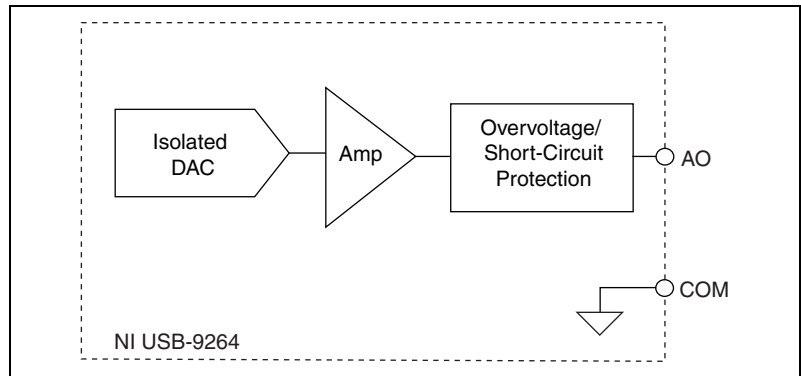 Isolated
DAC
Amp
Overvoltage/
Short-Circuit
Protection
AO
COM
NI USB-9264